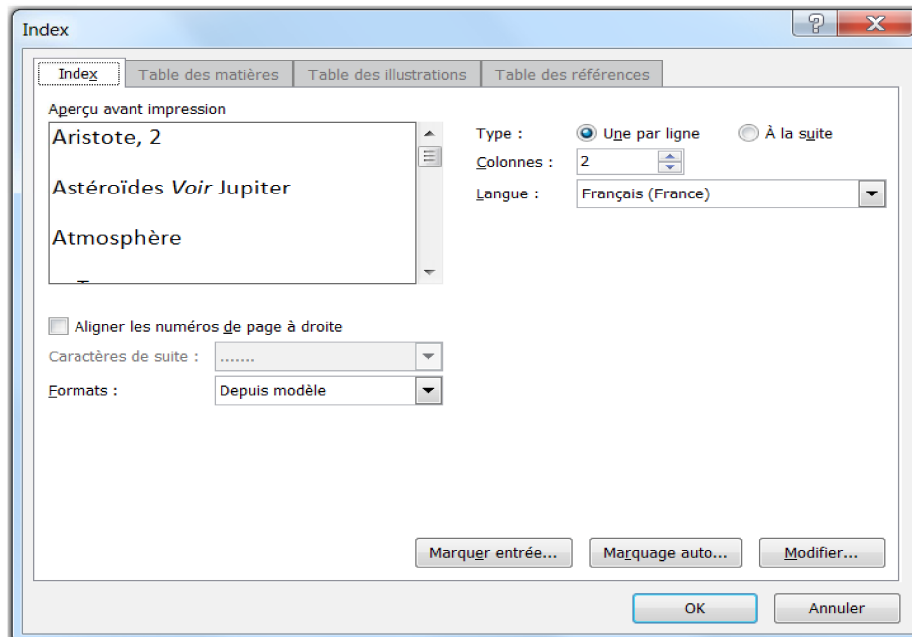 Index
Index Table des matières Table des illustrations Table des références
Aperçu avant impression
Aristote, 2
Astéroïdes Voir Jupiter
Atmosphère
Type : Une par ligne À la suite
Colonnes : 2
Langue : Français (France)
Aligner les numéros de page à droite
Caractères de suite : .......
Formats : Depuis modèle
Marquer entrée... Marquage auto... Modifier...
OK Annuler